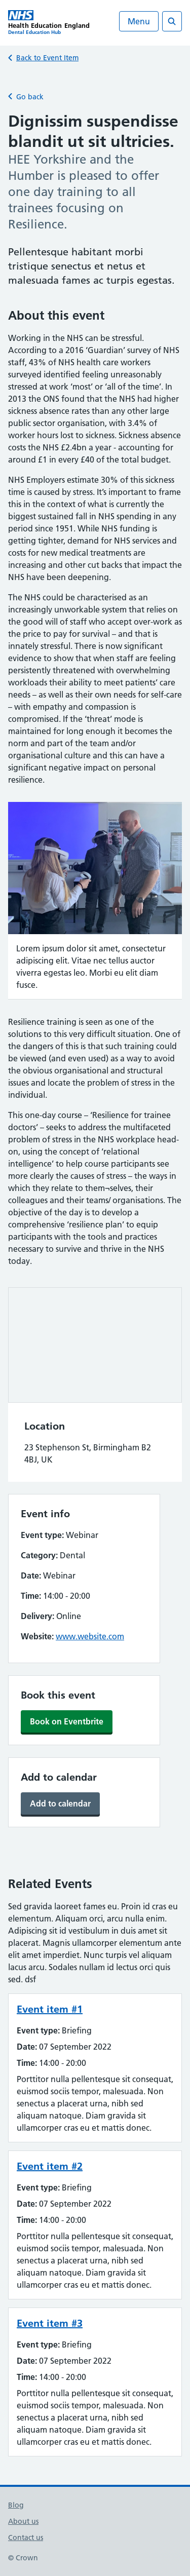 NHS
Health Education England
Dental Education Hub
Menu
Back to Event Item
Go back
Dignissim suspendisse
blandit ut sit ultricies.
HEE Yorkshire and the
Humber is pleased to offer
one day training to all
trainees focusing on
Resilience.
Pellentesque habitant morbi
tristique senectus et netus et
malesuada fames ac turpis egestas.
About this event
Working in the NHS can be stressful.
According to a 2016 ‘Guardian’ survey of NHS
staff, 43% of NHS health care workers
surveyed identified feeling unreasonably
stressed at work ‘most’ or ‘all of the time’. In
2013 the ONS found that the NHS had higher
sickness absence rates than any other large
public sector organisation, with 3.4% of
worker hours lost to sickness. Sickness absence
costs the NHS £2.4bn a year - accounting for
around £1 in every £40 of the total budget.
NHS Employers estimate 30% of this sickness
time is caused by stress. It’s important to frame
this in the context of what is currently the
biggest sustained fall in NHS spending in any
period since 1951. While NHS funding is
getting tighter, demand for NHS services and
costs for new drug treatments are increasing,
and these and other cut backs that impact the
NHS have been deepening.
The NHS could be characterised as an
increasingly unworkable system that relies on
the good will of staff who accept over-work as
the price to pay for survival – and that is
innately stressful. There is now significant
evidence to that when staff are feeling
persistently threatened with overwhelming
workloads their ability to meet patients’ care
needs – as well as their own needs for self-care
– with empathy and compassion is
compromised. If the ‘threat’ mode is
maintained for long enough it becomes the
norm and part of the team and/or
organisational culture and this can have a
significant negative impact on personal
resilience.
Lorem ipsum dolor sit amet, consectetur
adipiscing elit. Vitae nec tellus auctor
viverra egestas leo. Morbi eu elit diam
fusce.
Resilience training is seen as one of the
solutions to this very difficult situation. One of
the dangers of this is that such training could
be viewed (and even used) as a way to avoid
the obvious organisational and structural
issues and locate the problem of stress in the
individual.
This one-day course – ‘Resilience for trainee
doctors’ – seeks to address the multifaceted
problem of stress in the NHS workplace head-
on, using the concept of ‘relational
intelligence’ to help course participants see
more clearly the causes of stress – the ways in
which they relate to them¬selves, their
colleagues and their teams/ organisations. The
objective of the day is to develop a
comprehensive ‘resilience plan’ to equip
participants with the tools and practices
necessary to survive and thrive in the NHS
today.
Location
23 Stephenson St, Birmingham B2
4BJ, UK
Event info
Event type: Webinar
Category: Dental
Date: Webinar
Time: 14:00 - 20:00
Delivery: Online
Website: www.website.com
Book this event
Book on Eventbrite
Add to calendar
Add to calendar
Related Events
Sed gravida laoreet fames eu. Proin id cras eu
elementum. Aliquam orci, arcu nulla enim.
Adipiscing sit id vestibulum in duis amet sit
placerat. Magnis ullamcorper elementum ante
elit amet imperdiet. Nunc turpis vel aliquam
lacus arcu. Sodales nullam id lectus orci quis
sed. dsf
Event item #1
Event type: Briefing
Date: 07 September 2022
Time: 14:00 - 20:00
Porttitor nulla pellentesque sit consequat,
euismod sociis tempor, malesuada. Non
senectus a placerat urna, nibh sed
aliquam natoque. Diam gravida sit
ullamcorper cras eu et mattis donec.
Event item #2
Event type: Briefing
Date: 07 September 2022
Time: 14:00 - 20:00
Porttitor nulla pellentesque sit consequat,
euismod sociis tempor, malesuada. Non
senectus a placerat urna, nibh sed
aliquam natoque. Diam gravida sit
ullamcorper cras eu et mattis donec.
Event item #3
Event type: Briefing
Date: 07 September 2022
Time: 14:00 - 20:00
Porttitor nulla pellentesque sit consequat,
euismod sociis tempor, malesuada. Non
senectus a placerat urna, nibh sed
aliquam natoque. Diam gravida sit
ullamcorper cras eu et mattis donec.
Blog
About us
Contact us
© Crown